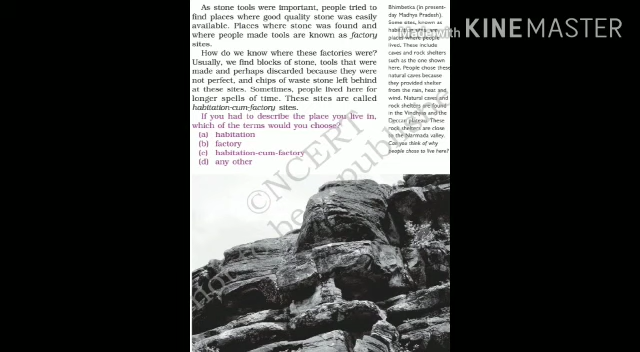 As stone tools were important, people tried to
find places where good quality stone was easily
available. Places where stone was found and
where people made tools are known as factory
sites.
How do we know where these factories were?
Usually, we find blocks of stone, tools that were
made and perhaps discarded because they were
not perfect, and chips of waste stone left behind
at these sites. Sometimes, people lived here for
longer spells of time. These sites are called
habitation-cum-factory sites.
If you had to describe the place you live in,
which of the terms would you choose?
(a) habitation
(b) factory
(c) habitation-cum-factory
(d) any other
Bhimbetka (in present-
day Madhya Pradesh).
Some sites, known as
places where people
lived. These include
caves and rock shelters
such as the one shown
here. People chose these
natural caves because
they provided shelter
from the rain, heat and
wind. Natural caves and
rock shelters are found
in the Vindhyas and the
Deccan plateau. These
rock shelters are close
to the Narmada valley.
Can you think of why
people chose to live here?
Made with KINEMASTER
©NCERT
not to be republished